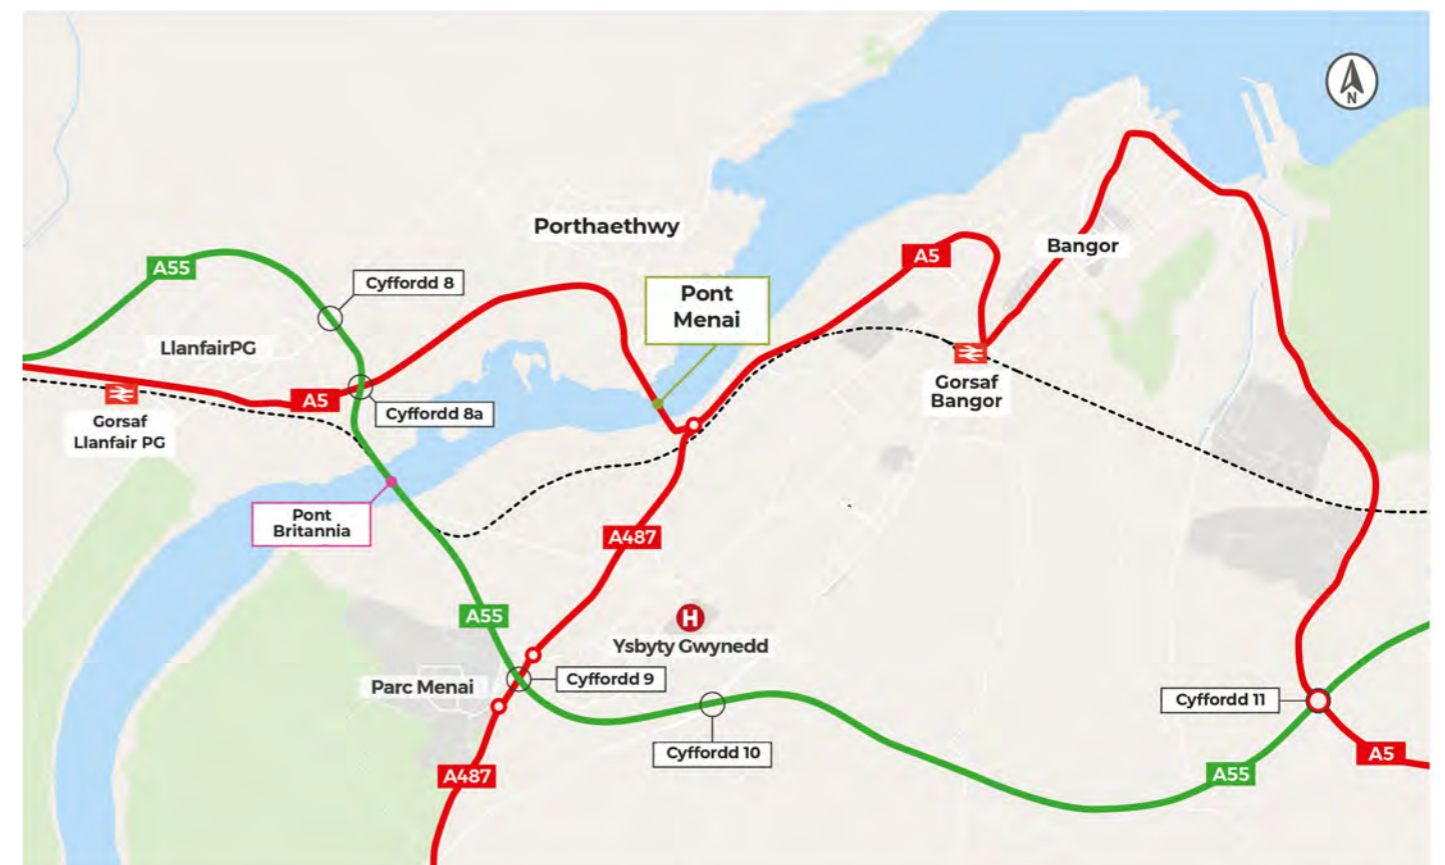 N
Porthaethwy
Bangor
A5
A55
Cyffordd 8
Pont
Menai
LlanfairPG
Gorsaf
Bangor
A5
Cyffordd 8a
Gorsaf
Llanfair PG
Pont
Britannia
A487
A55
Ysbyty Gwynedd
H
Parc Menai
Cyffordd 9
Cyffordd 11
Cyffordd 10
A5
A487
A55